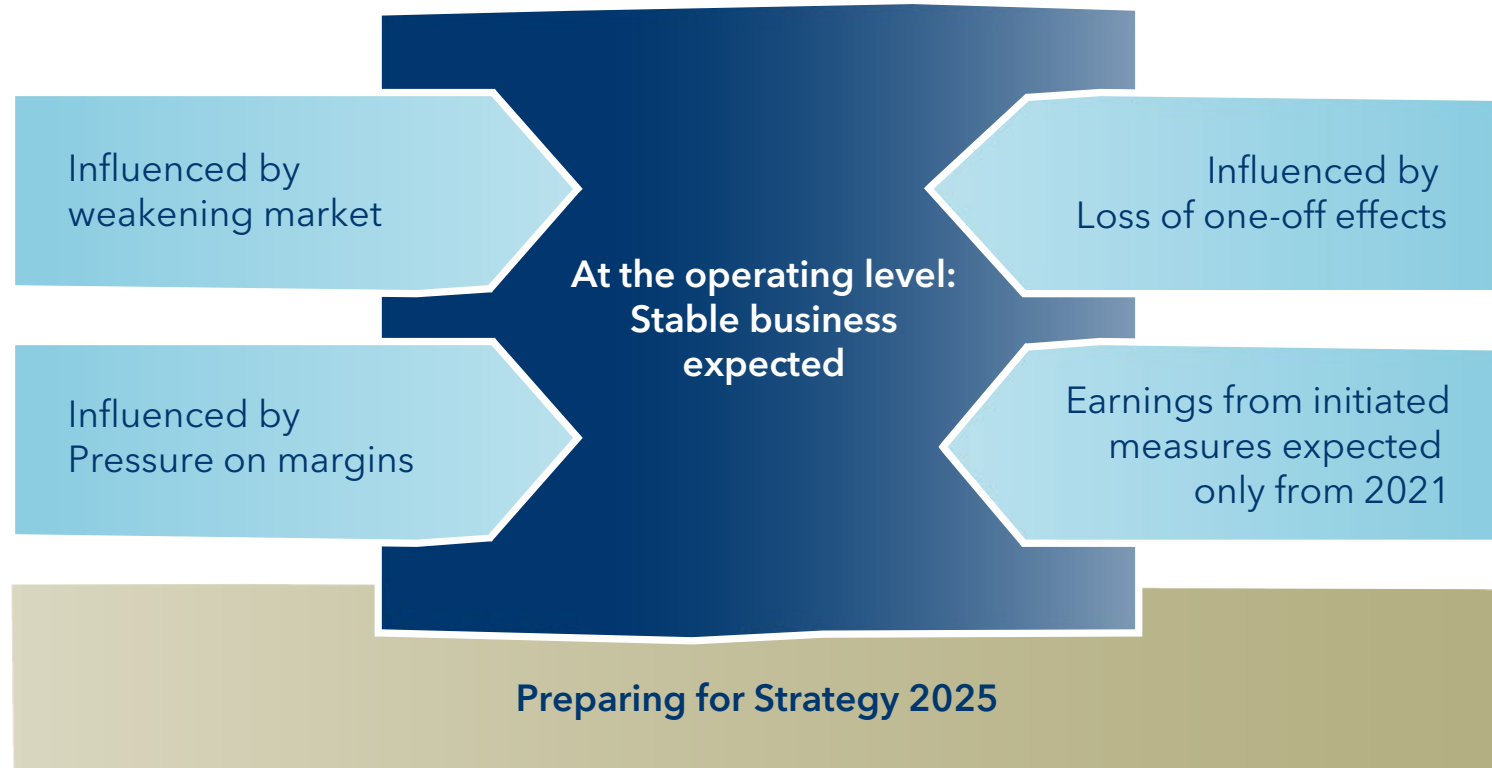 Influenced by
weakening market
Influenced by
Loss of one-off effects
At the operating level:
Stable business
expected
Influenced by
Pressure on margins
Earnings from initiated
measures expected
only from 2021
Preparing for Strategy 2025